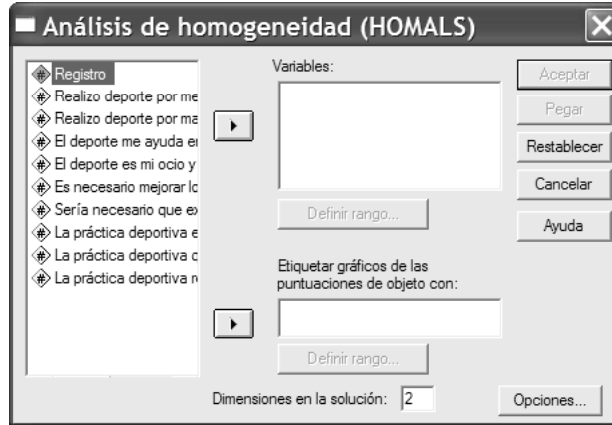 Análisis de homogeneidad (HOMALS)
Registro
Realizo deporte por me
Realizo deporte por ma
El deporte me ayuda en
El deporte es mi ocio y
Es necesario mejorar lo
Sería necesario que ex
La práctica deportiva e
La práctica deportiva c
La práctica deportiva re
Variables:
Definir rango...
Etiquetar gráficos de las
puntuaciones de objeto con:
Definir rango...
Dimensiones en la solución: 2
Aceptar
Pegar
Restablecer
Cancelar
Ayuda
Opciones...